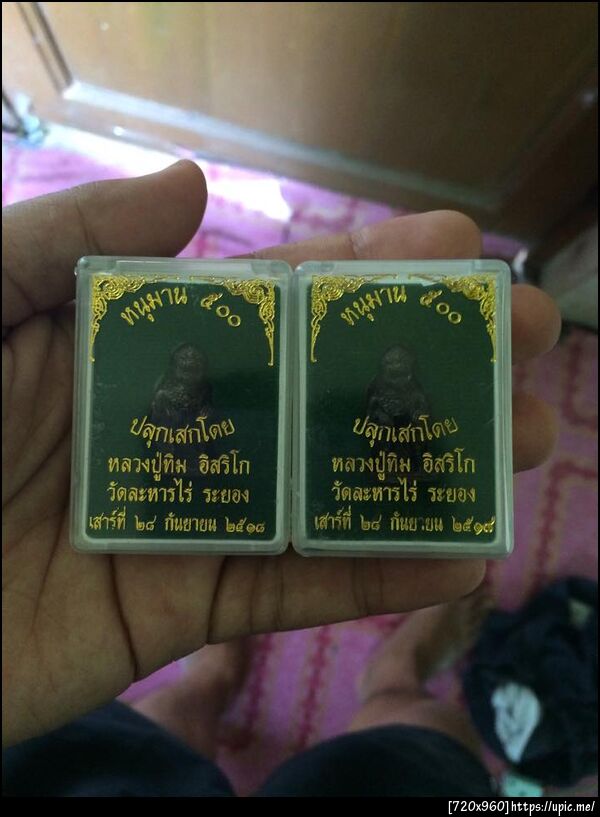 หนุมาน ๕๐๐
ปลุกเสกโดย
หลวงปู่ทิม อิสริโก
วัดละหารไร่ ระยอง
เสาร์ที่ ๒๘ กันยายน ๒๕๑๘
หนุมาน ๕๐๐
ปลุกเสกโดย
หลวงปู่ทิม อิสริโก
วัดละหารไร่ ระยอง
เสาร์ที่ ๒๘ กันยายน ๒๕๑๘
[720x960]https://upic.me/